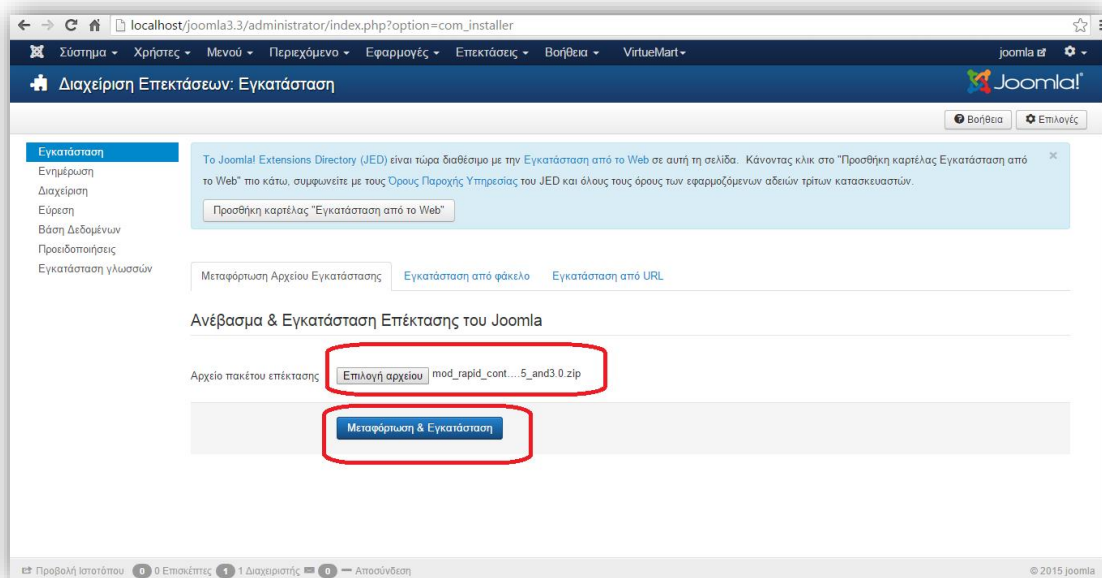 localhost/joomla3.3/administrator/index.php?option=com_installer
Σύστημα Χρήστες Μενού Περιεχόμενο Εφαρμογές Επεκτάσεις Βοήθεια VirtueMart joomla
Διαχείριση Επεκτάσεων: Εγκατάσταση Joomla!
Βοήθεια Επιλογές
Εγκατάσταση
Ενημέρωση
Διαχείριση
Εύρεση
Βάση Δεδομένων
Προειδοποιήσεις
Εγκατάσταση γλωσσών
Το Joomla! Extensions Directory (JED) είναι τώρα διαθέσιμο με την Εγκατάσταση από το Web σε αυτή τη σελίδα. Κάνοντας κλικ στο "Προσθήκη καρτέλας Εγκατάσταση από
το Web" πιο κάτω, συμφωνείτε με τους Όρους Παροχής Υπηρεσίας του JED και όλους τους όρους των εφαρμοζόμενων αδειών τρίτων κατασκευαστών.
Προσθήκη καρτέλας "Εγκατάσταση από το Web"
Μεταφόρτωση Αρχείου Εγκατάστασης Εγκατάσταση από φάκελο Εγκατάσταση από URL
Ανέβασμα & Εγκατάσταση Επέκτασης του Joomla
Αρχείο πακέτου επέκτασης Επιλογή αρχείου mod_rapid_cont....5_and3.0.zip
Μεταφόρτωση & Εγκατάσταση
Προβολή Ιστοτόπου 0 0 Επισκέπτες 1 1 Διαχειριστής 0 Αποσύνδεση © 2015 joomla